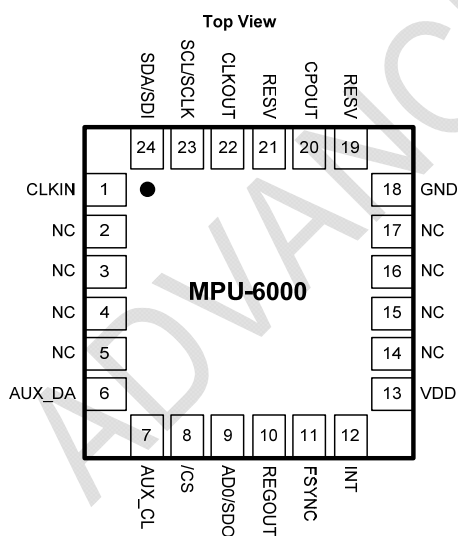 Top View
SDA/SDI
SCL/SCLK
CLKOUT
RESV
CPOUT
RESV
24 23 22 21 20 19
CLKIN 1 18 GND
NC 2 17 NC
NC 3 16 NC
MPU-6000
NC 4 15 NC
NC 5 14 NC
AUX_DA 6 13 VDD
7 8 9 10 11 12
AUX_CL
/CS
AD0/SDO
REGOUT
FSYNC
INT
ADVANC